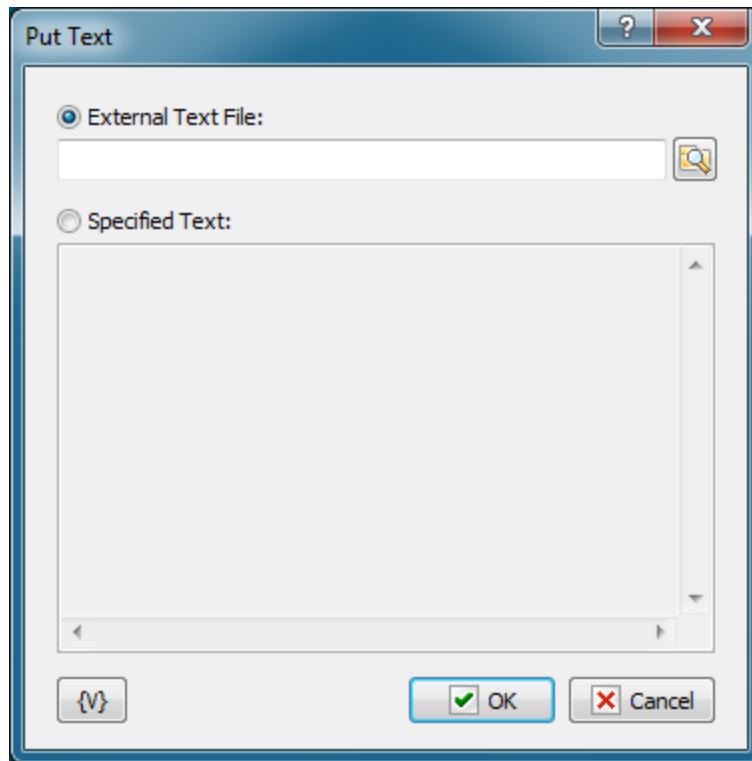 Put Text
?
External Text File:
Specified Text:
{V}
OK
Cancel